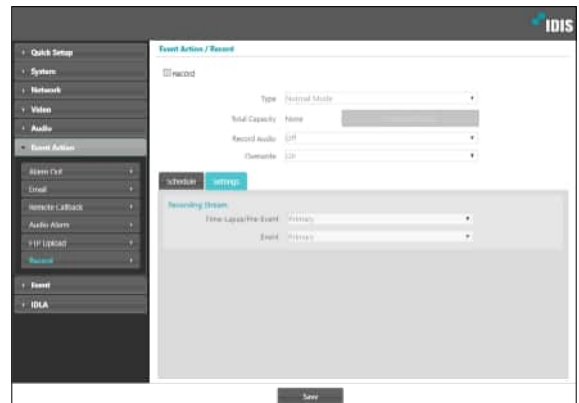 IDIS
Quick Setup
System
Network
Video
Audio
Event Action
Alarm Out
Email
Remote Callback
Audio Alarm
FTP Upload
Record
Event
IDLA
Event Action / Record
Record
Type Normal Mode
Total Capacity None
Record Audio Off
Overwrite On
Schedule Settings
Recording Stream
Time-Lapse/Pre-Event Primary
Event Primary
Save